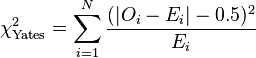 χ²_Yates = ∑_{i=1}^{N} (|O_i − E_i| − 0.5)² / E_i